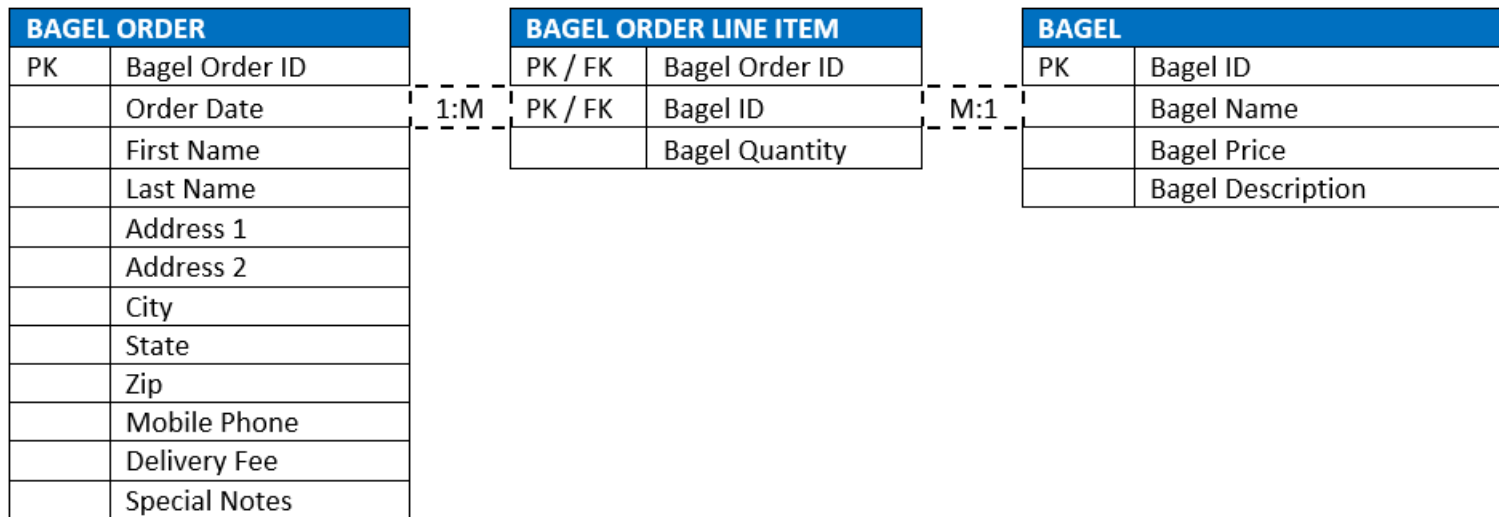 BAGEL ORDER
PK Bagel Order ID
Order Date
First Name
Last Name
Address 1
Address 2
City
State
Zip
Mobile Phone
Delivery Fee
Special Notes
1:M
BAGEL ORDER LINE ITEM
PK / FK Bagel Order ID
PK / FK Bagel ID
Bagel Quantity
M:1
BAGEL
PK Bagel ID
Bagel Name
Bagel Price
Bagel Description